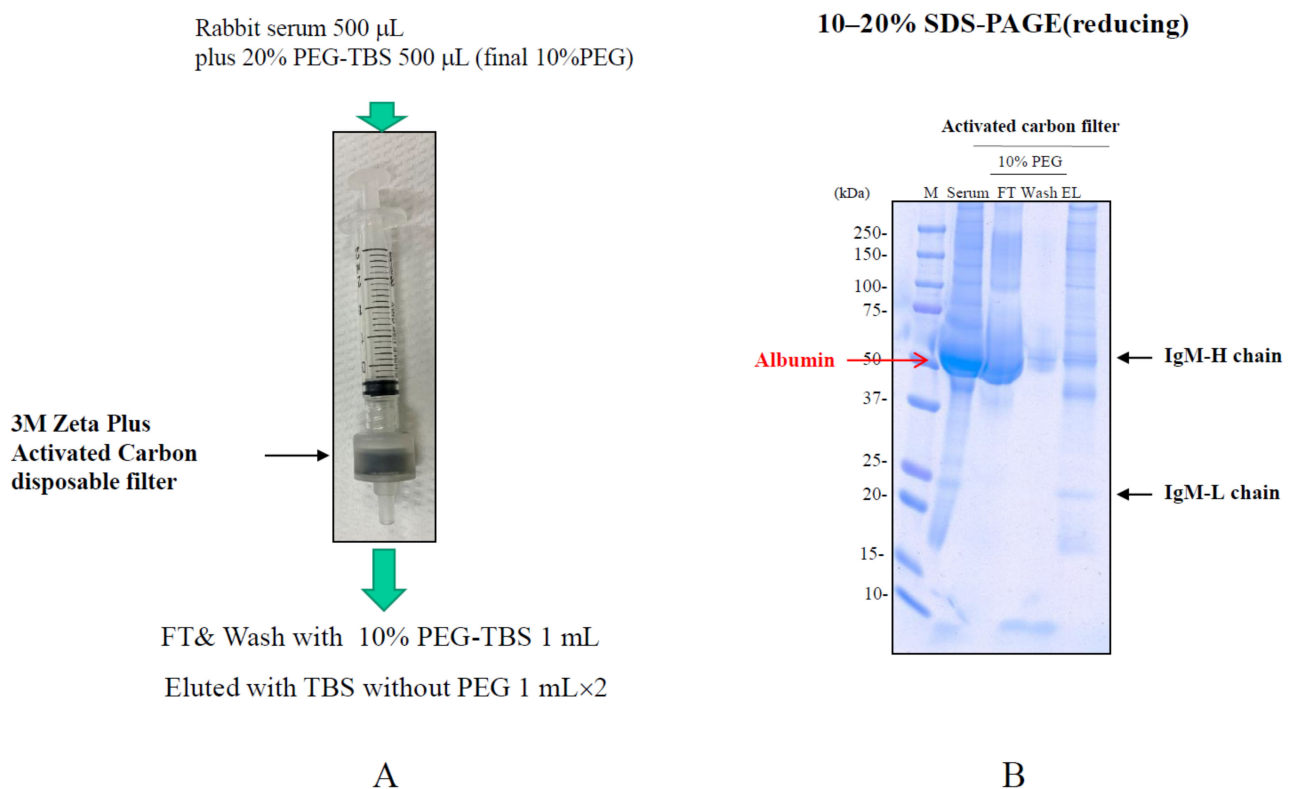 Rabbit serum 500 μL
plus 20% PEG-TBS 500 μL (final 10%PEG)
3M Zeta Plus
Activated Carbon
disposable filter
FT& Wash with 10% PEG-TBS 1 mL
Eluted with TBS without PEG 1 mL×2
A
10–20% SDS-PAGE(reducing)
Activated carbon filter
10% PEG
(kDa) M Serum FT Wash EL
250-
150-
100-
75-
Albumin 50- IgM-H chain
37-
25-
20- IgM-L chain
15-
10-
B